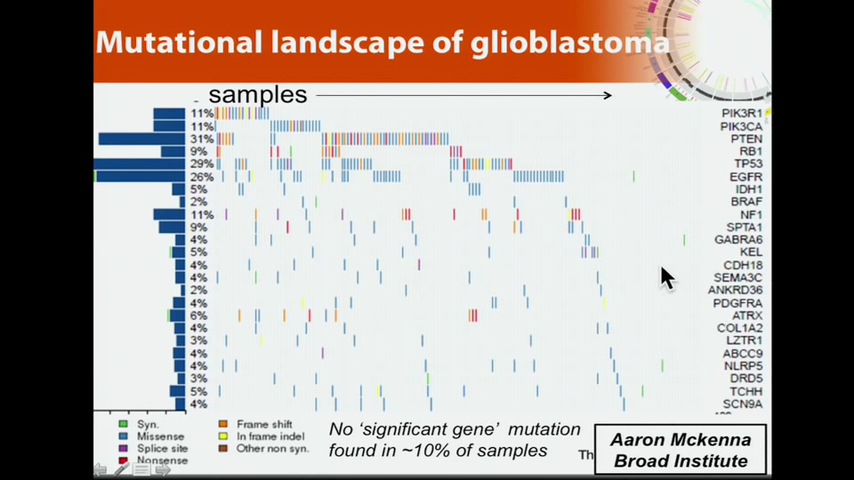 Mutational landscape of glioblastoma
samples
11% PIK3R1
11% PIK3CA
31% PTEN
9% RB1
29% TP53
26% EGFR
5% IDH1
2% BRAF
11% NF1
9% SPTA1
4% GABRA6
5% KEL
4% CDH18
4% SEMA3C
2% ANKRD36
4% PDGFRA
6% ATRX
4% COL1A2
3% LZTR1
4% ABCC9
4% NLRP5
3% DRD5
5% TCHH
4% SCN9A
Syn. Frame shift
Missense In frame indel
Splice site Other non syn.
Nonsense
No 'significant gene' mutation
found in ~10% of samples
Th
Aaron Mckenna
Broad Institute